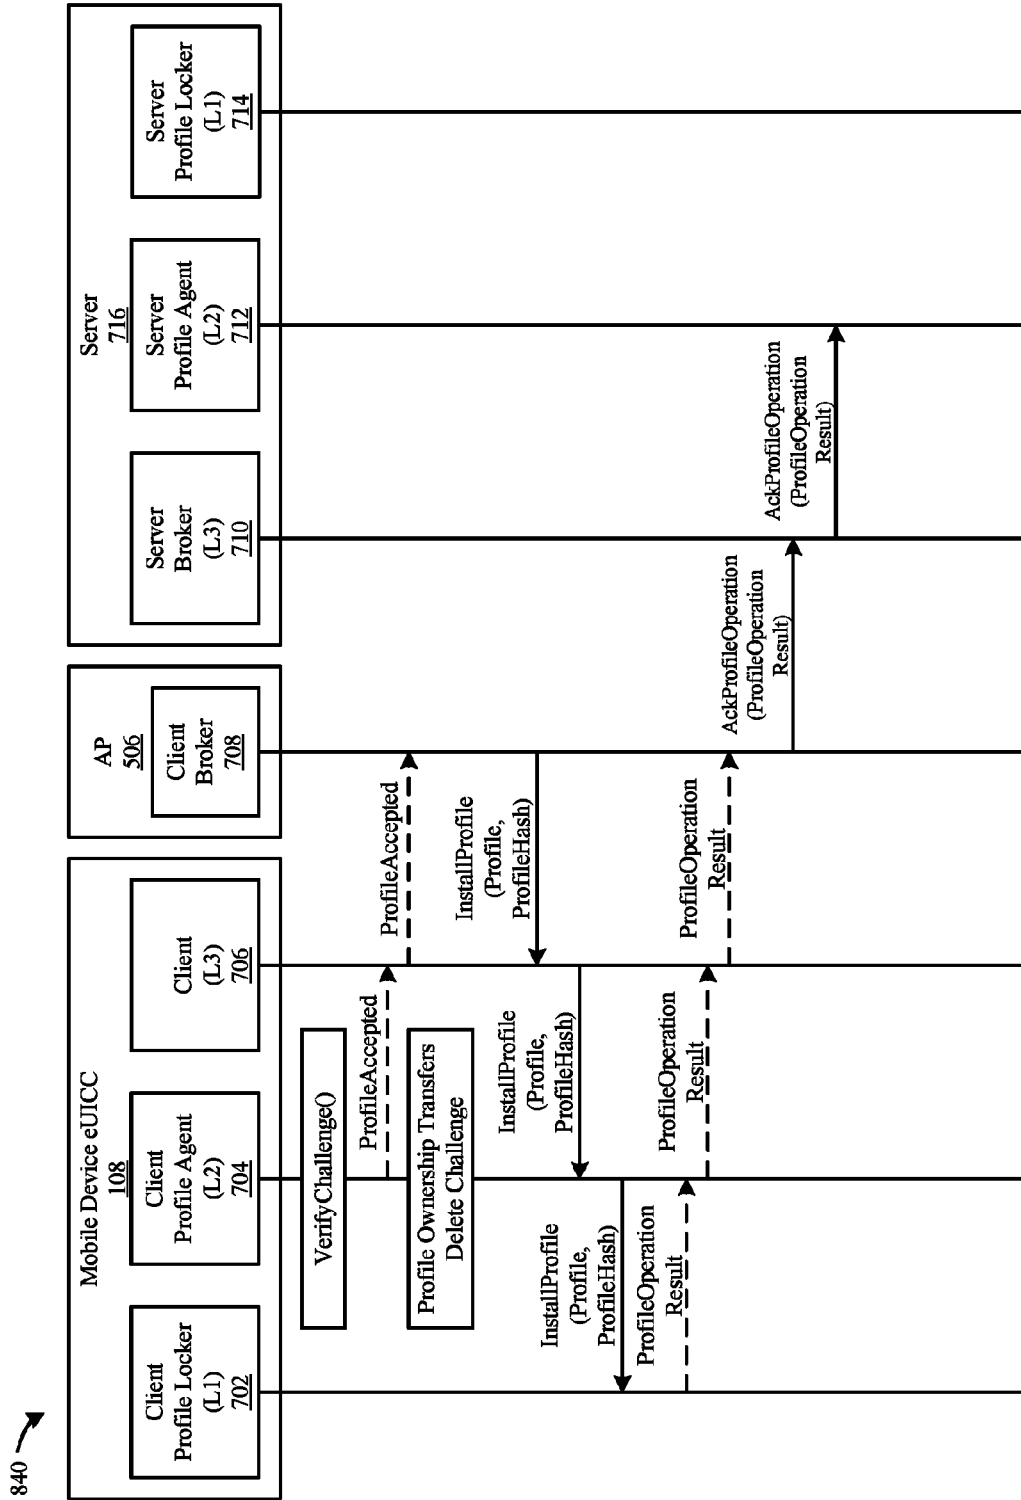 840
Mobile Device eUICC
108
Client
Profile Locker
(L1)
702
Client
Profile Agent
(L2)
704
Client
(L3)
706
AP
506
Client
Broker
708
Server
716
Server
Broker
(L3)
710
Server
Profile Agent
(L2)
712
Server
Profile Locker
(L1)
714
VerifyChallenge()
ProfileAccepted
ProfileAccepted
Profile Ownership Transfers
Delete Challenge
InstallProfile
(Profile,
ProfileHash)
InstallProfile
(Profile,
ProfileHash)
InstallProfile
(Profile,
ProfileHash)
ProfileOperation
Result
ProfileOperation
Result
ProfileOperation
Result
AckProfileOperation
(ProfileOperation
Result)
AckProfileOperation
(ProfileOperation
Result)